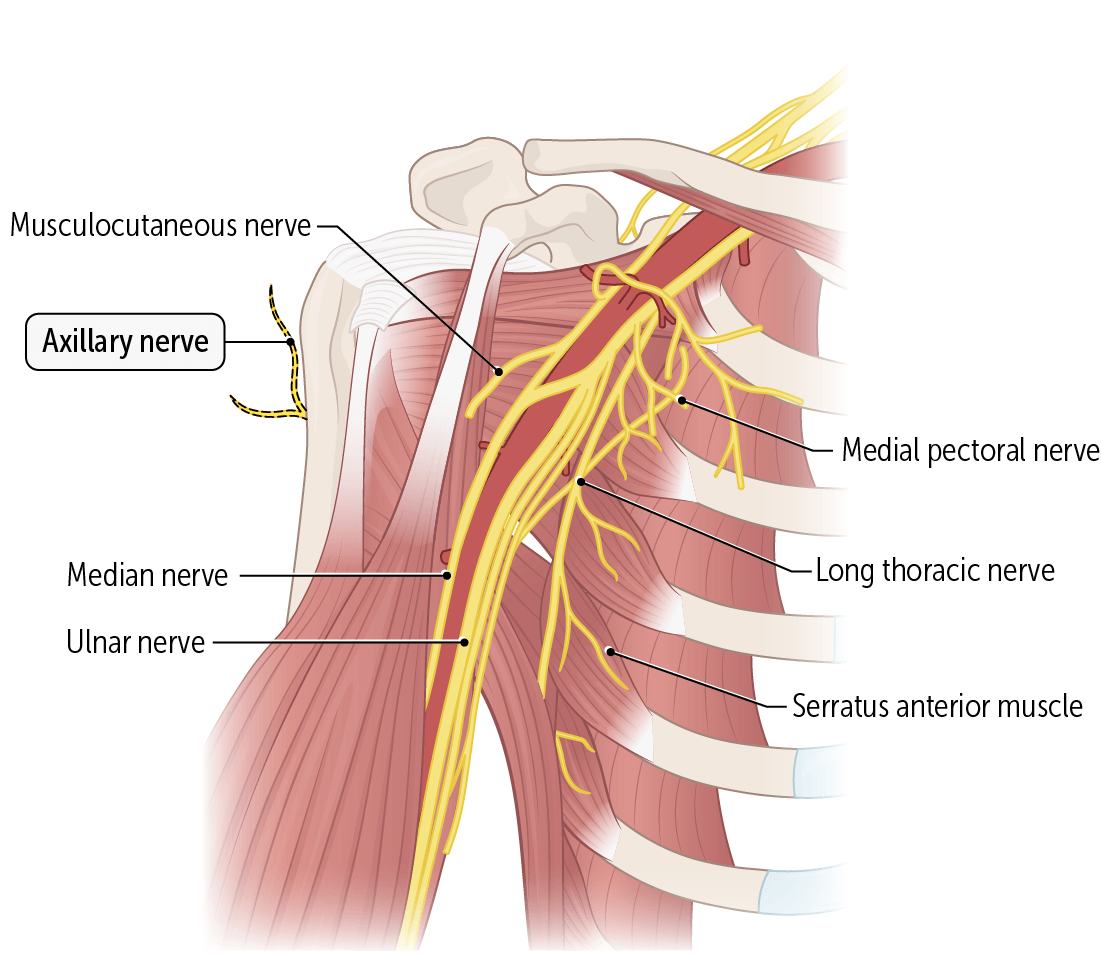 Musculocutaneous nerve
Axillary nerve
Medial pectoral nerve
Median nerve
Long thoracic nerve
Ulnar nerve
Serratus anterior muscle